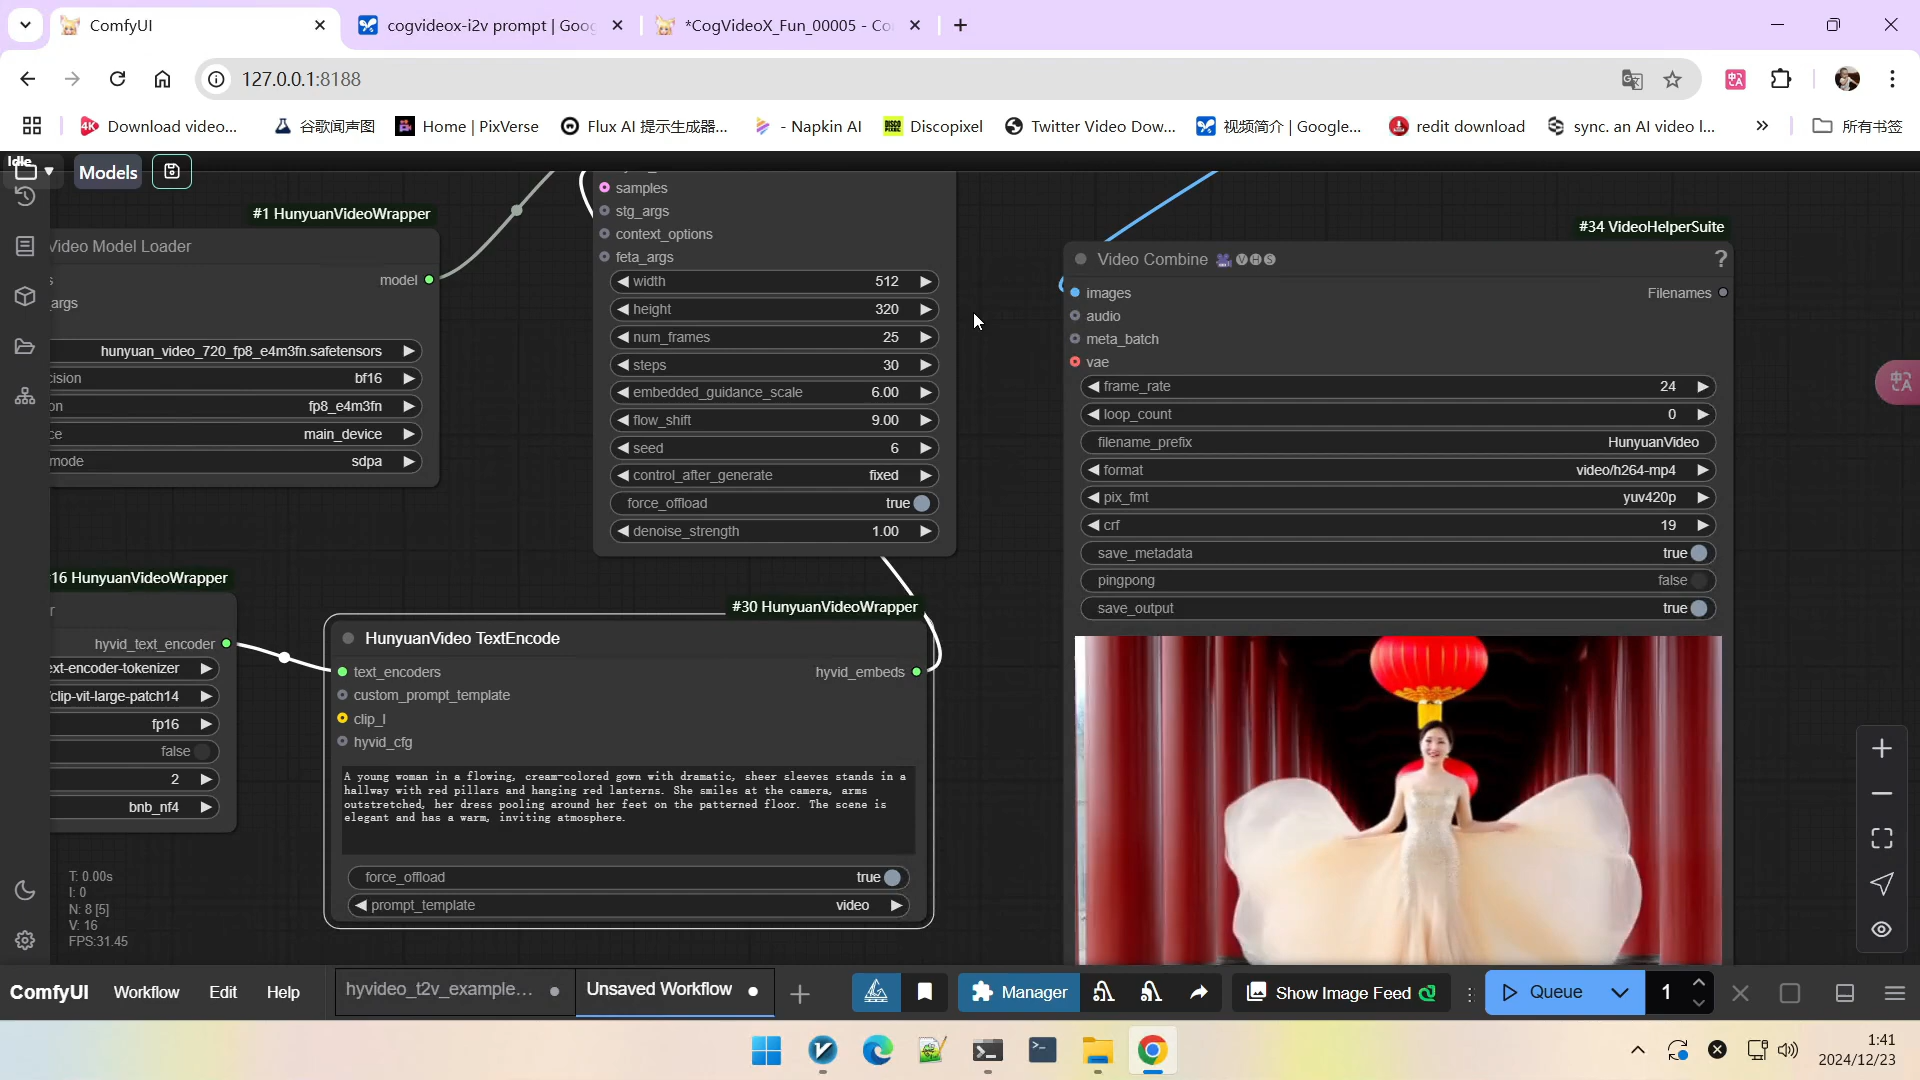 ComfyUI
cogvideox-i2v prompt | Goog
*CogVideoX_Fun_00005 - Co
127.0.0.1:8188
Download video...
谷歌闻声图
Home | PixVerse
Flux AI 提示生成器...
- Napkin AI
Discopixel
Twitter Video Dow...
视频简介 | Google...
redit download
sync. an AI video l...
所有书签
Idle
Models
#1 HunyuanVideoWrapper
Video Model Loader
model
args
hunyuan_video_720_fp8_e4m3fn.safetensors
cision bf16
on fp8_e4m3fn
ce main_device
mode sdpa
samples
stg_args
context_options
feta_args
width 512
height 320
num_frames 25
steps 30
embedded_guidance_scale 6.00
flow_shift 9.00
seed 6
control_after_generate fixed
force_offload true
denoise_strength 1.00
#34 VideoHelperSuite
Video Combine 🎥🅥🅗🅢 ?
images Filenames
audio
meta_batch
vae
frame_rate 24
loop_count 0
filename_prefix HunyuanVideo
format video/h264-mp4
pix_fmt yuv420p
crf 19
save_metadata true
pingpong false
save_output true
16 HunyuanVideoWrapper
r
hyvid_text_encoder
ext-encoder-tokenizer
/clip-vit-large-patch14
fp16
false
2
bnb_nf4
#30 HunyuanVideoWrapper
HunyuanVideo TextEncode
text_encoders hyvid_embeds
custom_prompt_template
clip_l
hyvid_cfg
A young woman in a flowing, cream-colored gown with dramatic, sheer sleeves stands in a
hallway with red pillars and hanging red lanterns. She smiles at the camera, arms
outstretched, her dress pooling around her feet on the patterned floor. The scene is
elegant and has a warm, inviting atmosphere.
force_offload true
prompt_template video
T: 0.00s
I: 0
N: 8 [5]
V: 16
FPS:31.45
ComfyUI
Workflow
Edit
Help
hyvideo_t2v_example...
Unsaved Workflow
Manager
Show Image Feed
Queue
1
1:41
2024/12/23